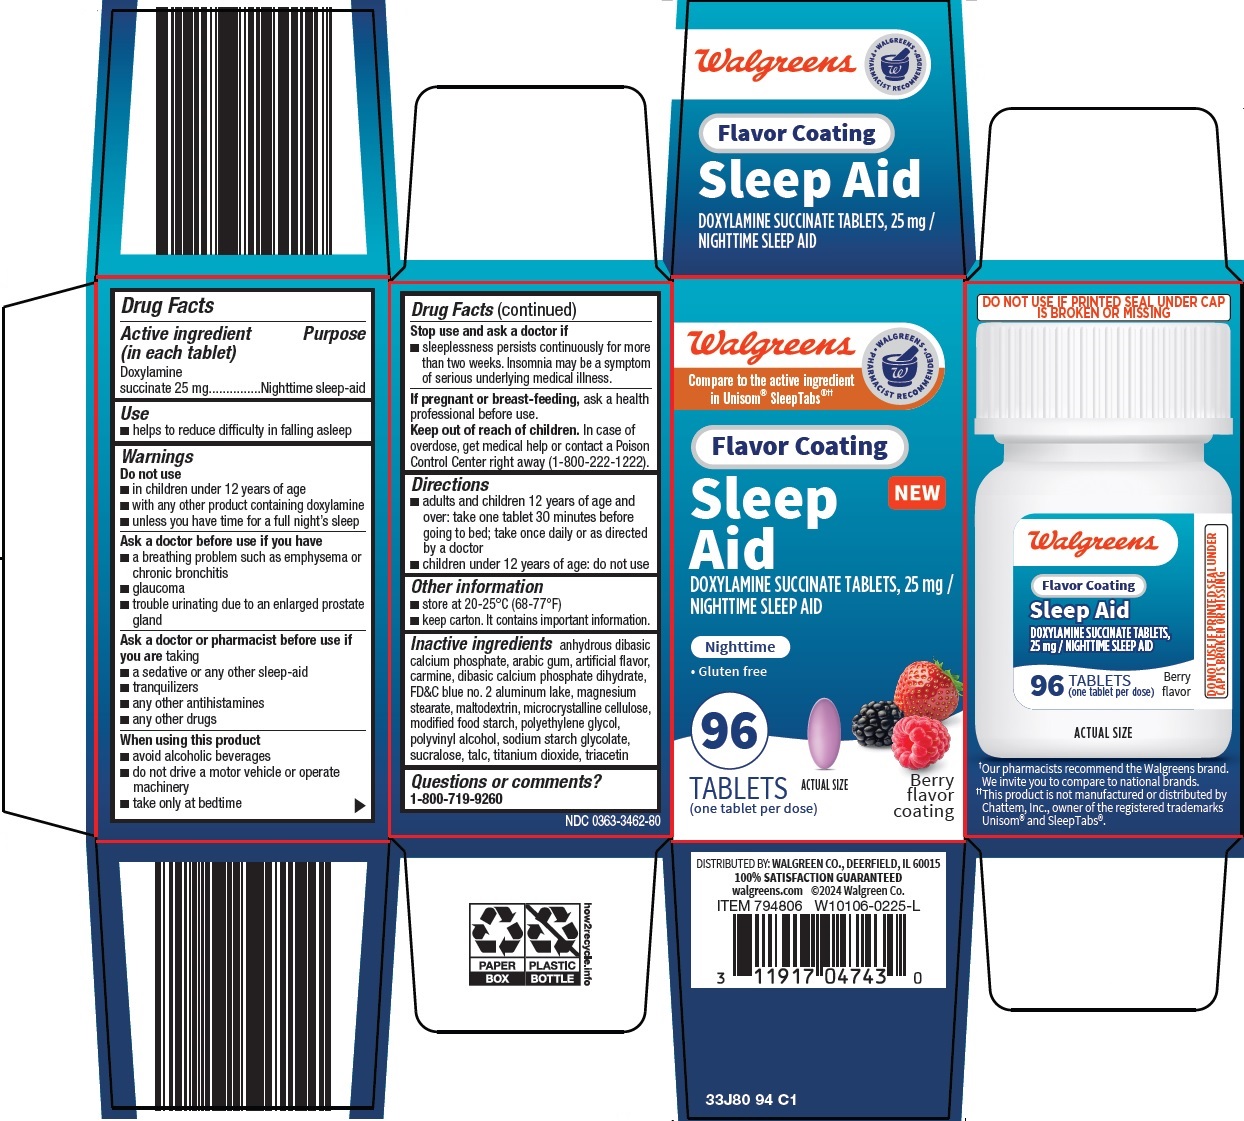 Walgreens
WALGREENS
PHARMACIST RECOMMENDED†
W
Flavor Coating
Sleep Aid
DOXYLAMINE SUCCINATE TABLETS, 25 mg /
NIGHTTIME SLEEP AID
Drug Facts
Active ingredient Purpose
(in each tablet)
Doxylamine
succinate 25 mg..............Nighttime sleep-aid
Use
■ helps to reduce difficulty in falling asleep
Warnings
Do not use
■ in children under 12 years of age
■ with any other product containing doxylamine
■ unless you have time for a full night's sleep
Ask a doctor before use if you have
■ a breathing problem such as emphysema or
chronic bronchitis
■ glaucoma
■ trouble urinating due to an enlarged prostate
gland
Ask a doctor or pharmacist before use if
you are taking
■ a sedative or any other sleep-aid
■ tranquilizers
■ any other antihistamines
■ any other drugs
When using this product
■ avoid alcoholic beverages
■ do not drive a motor vehicle or operate
machinery
■ take only at bedtime
Drug Facts (continued)
Stop use and ask a doctor if
■ sleeplessness persists continuously for more
than two weeks. Insomnia may be a symptom
of serious underlying medical illness.
If pregnant or breast-feeding, ask a health
professional before use.
Keep out of reach of children. In case of
overdose, get medical help or contact a Poison
Control Center right away (1-800-222-1222).
Directions
■ adults and children 12 years of age and
over: take one tablet 30 minutes before
going to bed; take once daily or as directed
by a doctor
■ children under 12 years of age: do not use
Other information
■ store at 20-25°C (68-77°F)
■ keep carton. It contains important information.
Inactive ingredients anhydrous dibasic
calcium phosphate, arabic gum, artificial flavor,
carmine, dibasic calcium phosphate dihydrate,
FD&C blue no. 2 aluminum lake, magnesium
stearate, maltodextrin, microcrystalline cellulose,
modified food starch, polyethylene glycol,
polyvinyl alcohol, sodium starch glycolate,
sucralose, talc, titanium dioxide, triacetin
Questions or comments?
1-800-719-9260
NDC 0363-3462-80
Walgreens
WALGREENS
PHARMACIST RECOMMENDED†
W
Compare to the active ingredient
in Unisom® SleepTabs®††
Flavor Coating
Sleep
Aid
NEW
DOXYLAMINE SUCCINATE TABLETS, 25 mg /
NIGHTTIME SLEEP AID
Nighttime
• Gluten free
96
TABLETS
(one tablet per dose)
ACTUAL SIZE
Berry
flavor
coating
DO NOT USE IF PRINTED SEAL UNDER CAP
IS BROKEN OR MISSING
Walgreens
Flavor Coating
Sleep Aid
DOXYLAMINE SUCCINATE TABLETS,
25 mg / NIGHTTIME SLEEP AID
96 TABLETS
(one tablet per dose)
Berry
flavor
DO NOT USE IF PRINTED SEAL UNDER
CAP IS BROKEN OR MISSING
ACTUAL SIZE
†Our pharmacists recommend the Walgreens brand.
We invite you to compare to national brands.
††This product is not manufactured or distributed by
Chattem, Inc., owner of the registered trademarks
Unisom® and SleepTabs®.
PAPER
BOX
PLASTIC
BOTTLE
how2recycle.info
DISTRIBUTED BY: WALGREEN CO., DEERFIELD, IL 60015
100% SATISFACTION GUARANTEED
walgreens.com ©2024 Walgreen Co.
ITEM 794806 W10106-0225-L
3 11917 04743 0
33J80 94 C1